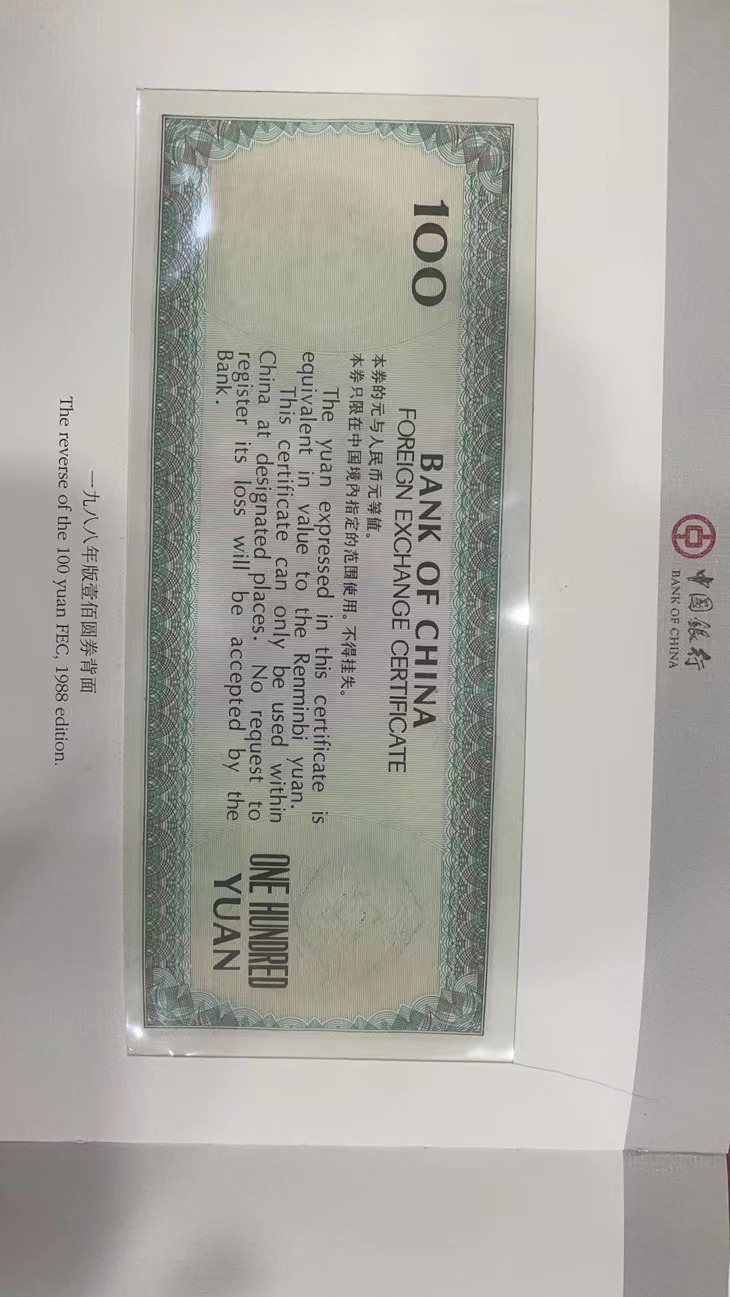 中国银行
BANK OF CHINA
100
BANK OF CHINA
FOREIGN EXCHANGE CERTIFICATE
本券的元与人民币元等值。
本券只限在中国境内指定的范围使用。不得挂失。
The yuan expressed in this certificate is
equivalent in value to the Renminbi yuan.
This certificate can only be used within
China at designated places. No request to
register its loss will be accepted by the
Bank.
ONE HUNDRED
YUAN
一九八八年版壹佰圆券背面
The reverse of the 100 yuan FEC, 1988 edition.